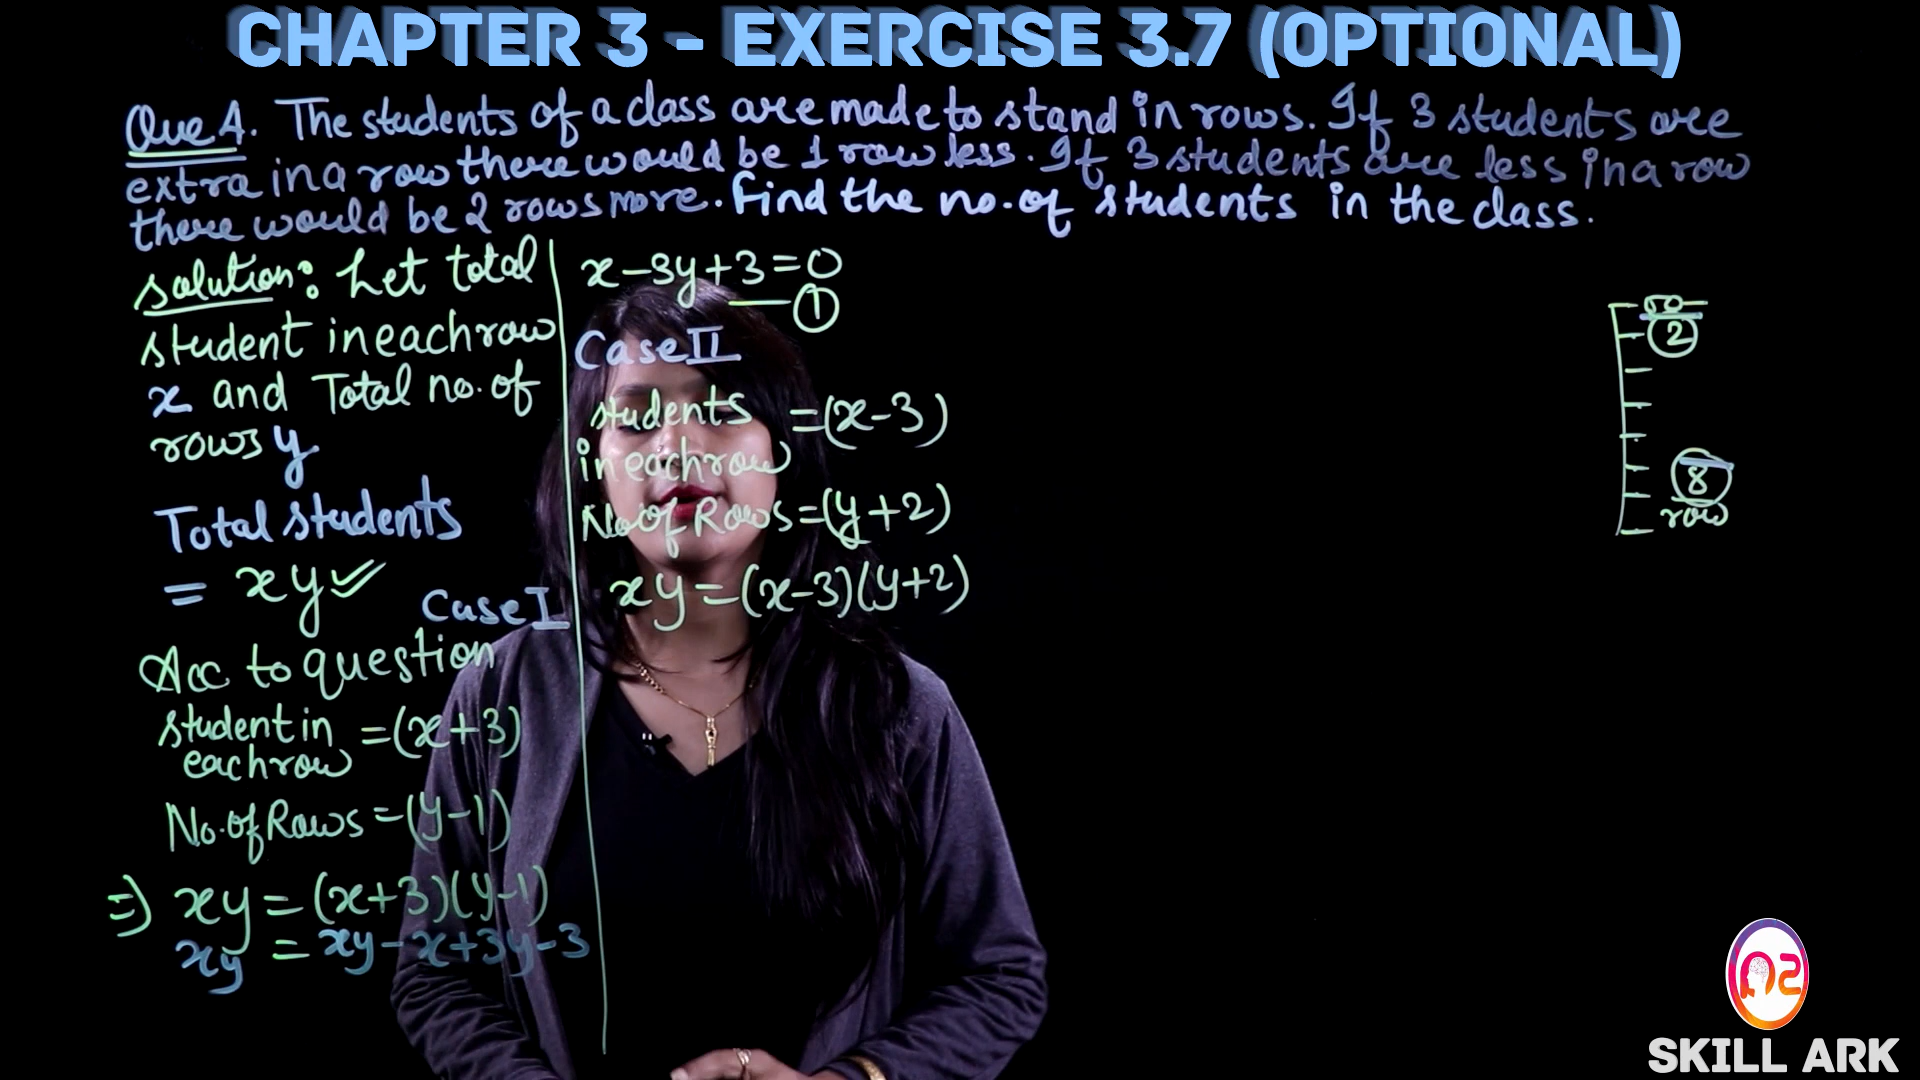 CHAPTER 3 - EXERCISE 3.7 (OPTIONAL)
Que 4. The students of a class are made to stand in rows. If 3 students are
extra in a row there would be 1 row less. If 3 students are less in a row
there would be 2 rows more. Find the no. of students in the class.
solution: Let total
student in each row
x and Total no. of
rows y
Total students
= xy ✓
Case I
Acc to question
student in
each row = (x+3)
No. of Rows = (y-1)
=> xy = (x+3)(y-1)
xy = xy-x+3y-3
x-3y+3=0
—①
Case II
students
in each row = (x-3)
No of Rows = (y+2)
xy = (x-3)(y+2)
50
2
8
row
SKILL ARK